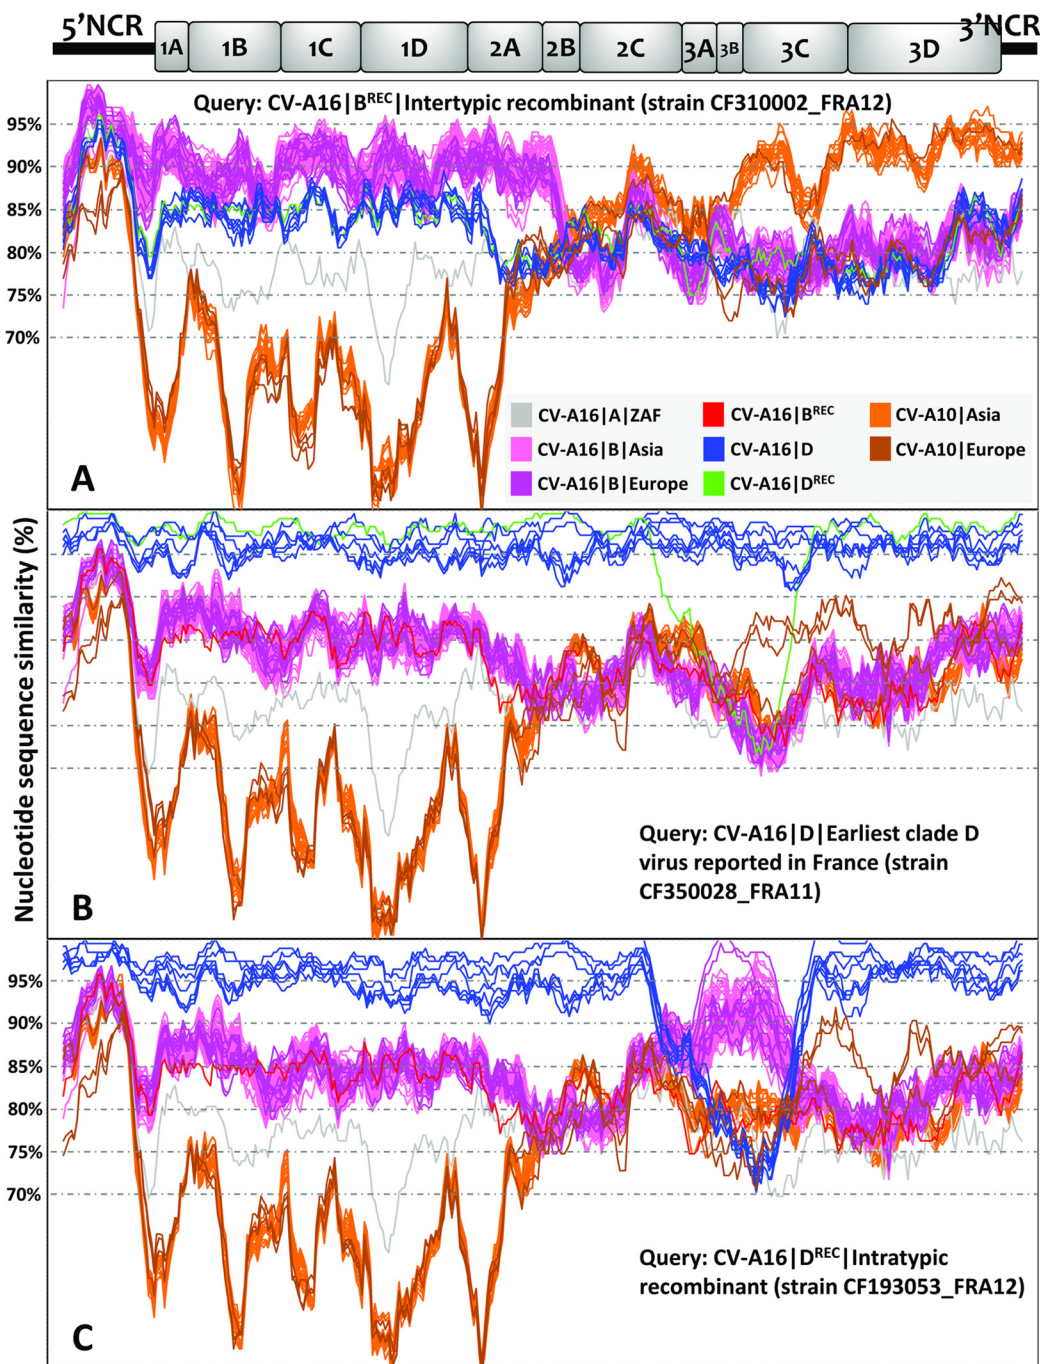 5’NCR 1A 1B 1C 1D 2A 2B 2C 3A 3B 3C 3D 3’NCR
Query: CV-A16|B^REC|Intertypic recombinant (strain CF310002_FRA12)
95%
90%
85%
80%
75%
70%
CV-A16|A|ZAF
CV-A16|B|Asia
CV-A16|B|Europe
CV-A16|B^REC
CV-A16|D
CV-A16|D^REC
CV-A10|Asia
CV-A10|Europe
A
Nucleotide sequence similarity (%)
Query: CV-A16|D|Earliest clade D
virus reported in France (strain
CF350028_FRA11)
B
95%
90%
85%
80%
75%
70%
Query: CV-A16|D^REC|Intratypic
recombinant (strain CF193053_FRA12)
C